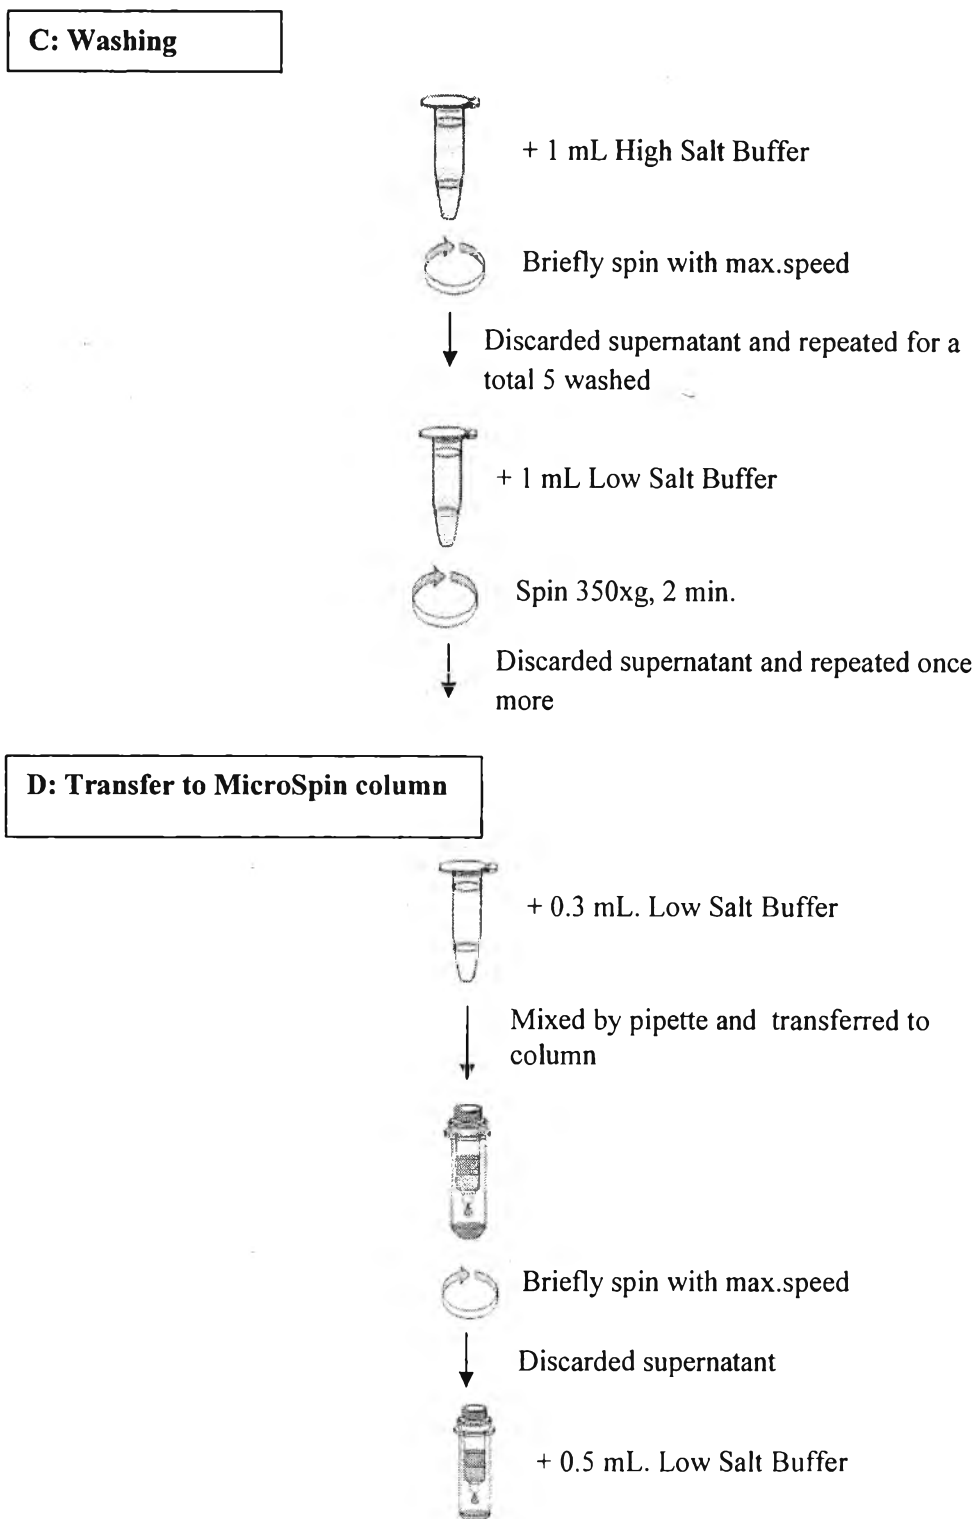 C: Washing
+ 1 mL High Salt Buffer
Briefly spin with max.speed
Discarded supernatant and repeated for a
total 5 washed
+ 1 mL Low Salt Buffer
Spin 350xg, 2 min.
Discarded supernatant and repeated once
more
D: Transfer to MicroSpin column
+ 0.3 mL. Low Salt Buffer
Mixed by pipette and transferred to
column
Briefly spin with max.speed
Discarded supernatant
+ 0.5 mL. Low Salt Buffer